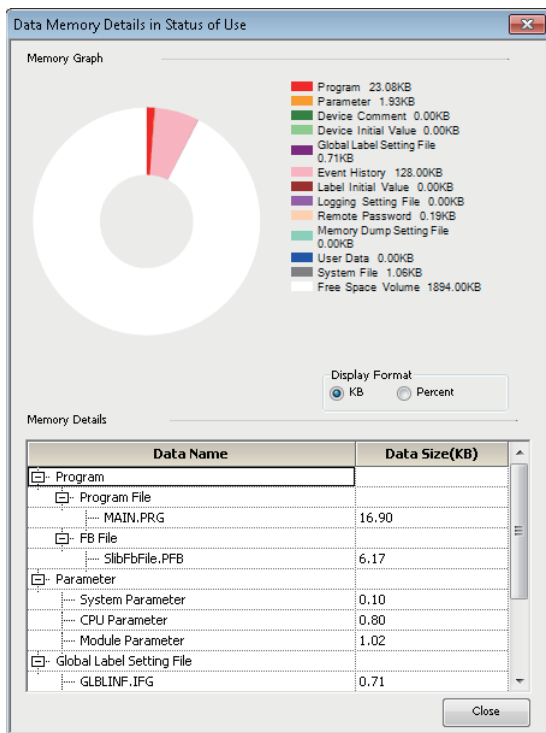 Data Memory Details in Status of Use
Memory Graph
Program 23.08KB
Parameter 1.93KB
Device Comment 0.00KB
Device Initial Value 0.00KB
Global Label Setting File
0.71KB
Event History 128.00KB
Label Initial Value 0.00KB
Logging Setting File 0.00KB
Remote Password 0.19KB
Memory Dump Setting File
0.00KB
User Data 0.00KB
System File 1.06KB
Free Space Volume 1894.00KB
Display Format
KB Percent
Memory Details
Data Name Data Size(KB)
Program
Program File
MAIN.PRG 16.90
FB File
SlibFbFile.PFB 6.17
Parameter
System Parameter 0.10
CPU Parameter 0.80
Module Parameter 1.02
Global Label Setting File
GLBLINF.IFG 0.71
Close